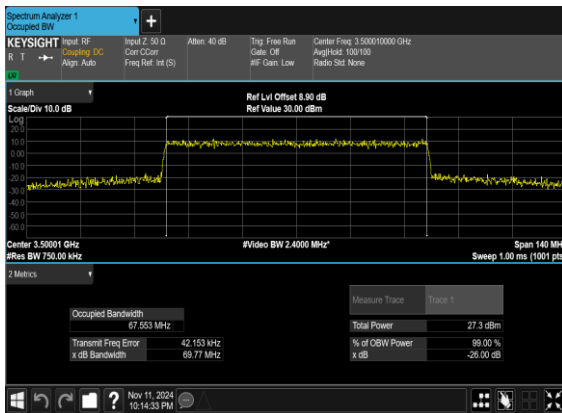 Spectrum Analyzer 1
Occupied BW
KEYSIGHT
R T
Input: RF
Coupling: DC
Align: Auto
Input Z: 50 Ω
Corr CCorr
Freq Ref: Int (S)
Atten: 40 dB
Trig: Free Run
Gate: Off
#IF Gain: Low
Center Freq: 3.500010000 GHz
Avg|Hold: 100/100
Radio Std: None
1 Graph
Scale/Div 10.0 dB
Ref Lvl Offset 8.90 dB
Ref Value 30.00 dBm
Log
20.0
10.0
0.00
-10.0
-20.0
-30.0
-40.0
-50.0
-60.0
Center 3.50001 GHz
#Res BW 750.00 kHz
#Video BW 2.4000 MHz*
Span 140 MH
Sweep 1.00 ms (1001 pts
2 Metrics
Occupied Bandwidth
67.553 MHz
Transmit Freq Error 42.153 kHz
x dB Bandwidth 69.77 MHz
Measure Trace Trace 1
Total Power 27.3 dBm
% of OBW Power 99.00 %
x dB -26.00 dB
Nov 11, 2024
10:14:33 PM